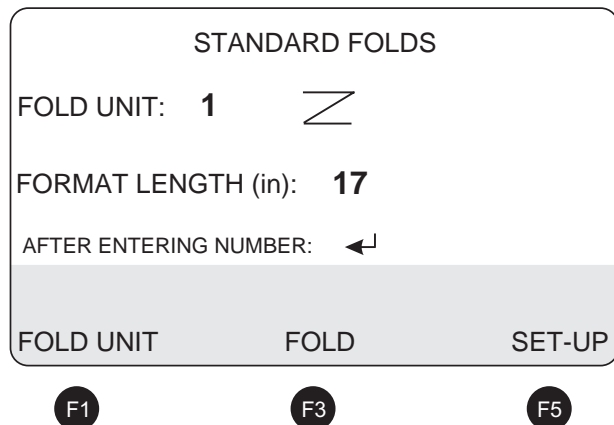 STANDARD FOLDS
FOLD UNIT: 1
FORMAT LENGTH (in): 17
AFTER ENTERING NUMBER:
FOLD UNIT FOLD SET-UP
F1 F3 F5